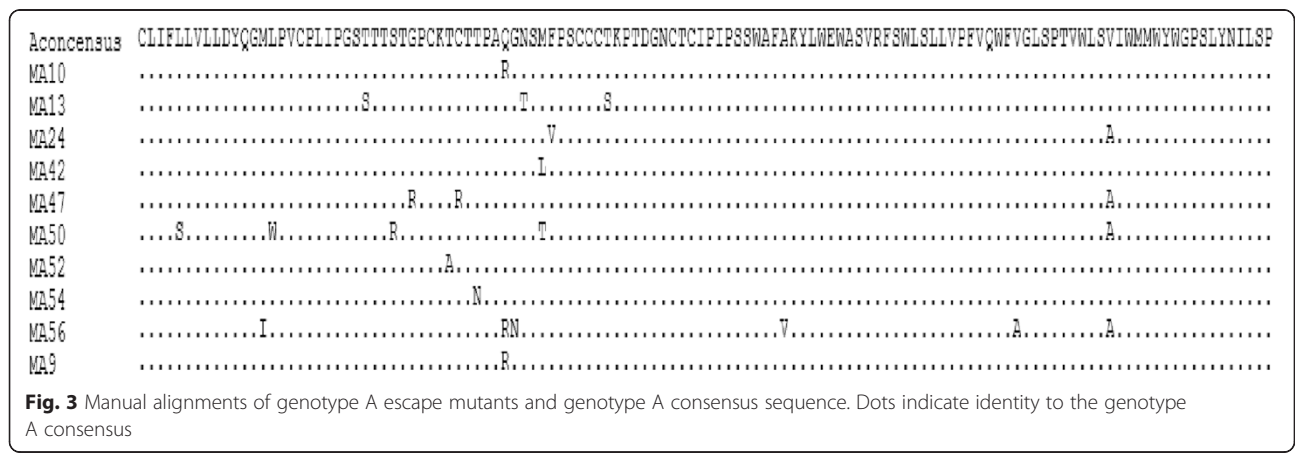 Aconcensus CLIFLLVLLDYQGMLPVCPLIPGSTTTSTGPCKTCTTPAQGNSMFPSCCCTKPTDGNCTCIPIPSSWAFAKYLWEWASVRFSWLSLLVPFVQWFVGLSPTVWLSVIWMMWYWGPSLYNILSP
MA10 .......................................R..................................................................................
MA13 ........................S................T........S.......................................................................
MA24 ............................................V...........................................................A.................
MA42 ...........................................L..............................................................................
MA47 .............................R....R.....................................................................A.................
MA50 ....S.........W............R...............T............................................................A.................
MA52 .................................A........................................................................................
MA54 ....................................N.....................................................................................
MA56 .............I.........................RN............................V........................A.........A.................
MA9 .......................................R..................................................................................
Fig. 3 Manual alignments of genotype A escape mutants and genotype A consensus sequence. Dots indicate identity to the genotype
A consensus